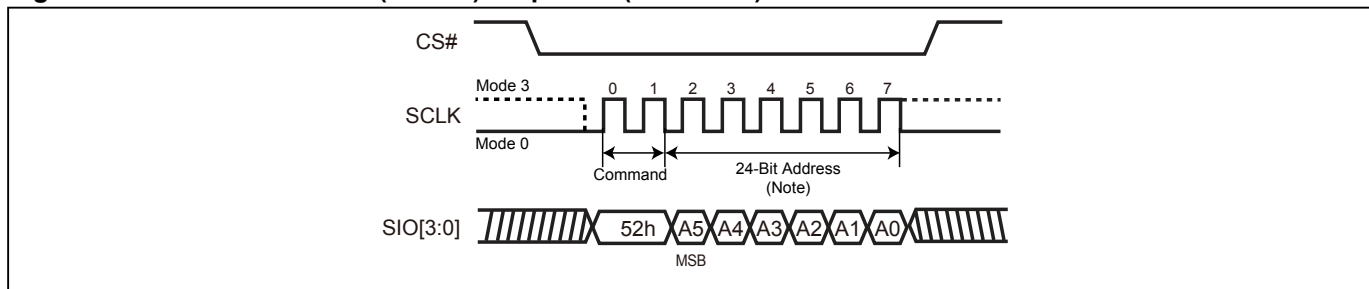 CS#
Mode 3
0 1 2 3 4 5 6 7
SCLK
Mode 0
Command
24-Bit Address
(Note)
SIO[3:0]
52h A5 A4 A3 A2 A1 A0
MSB